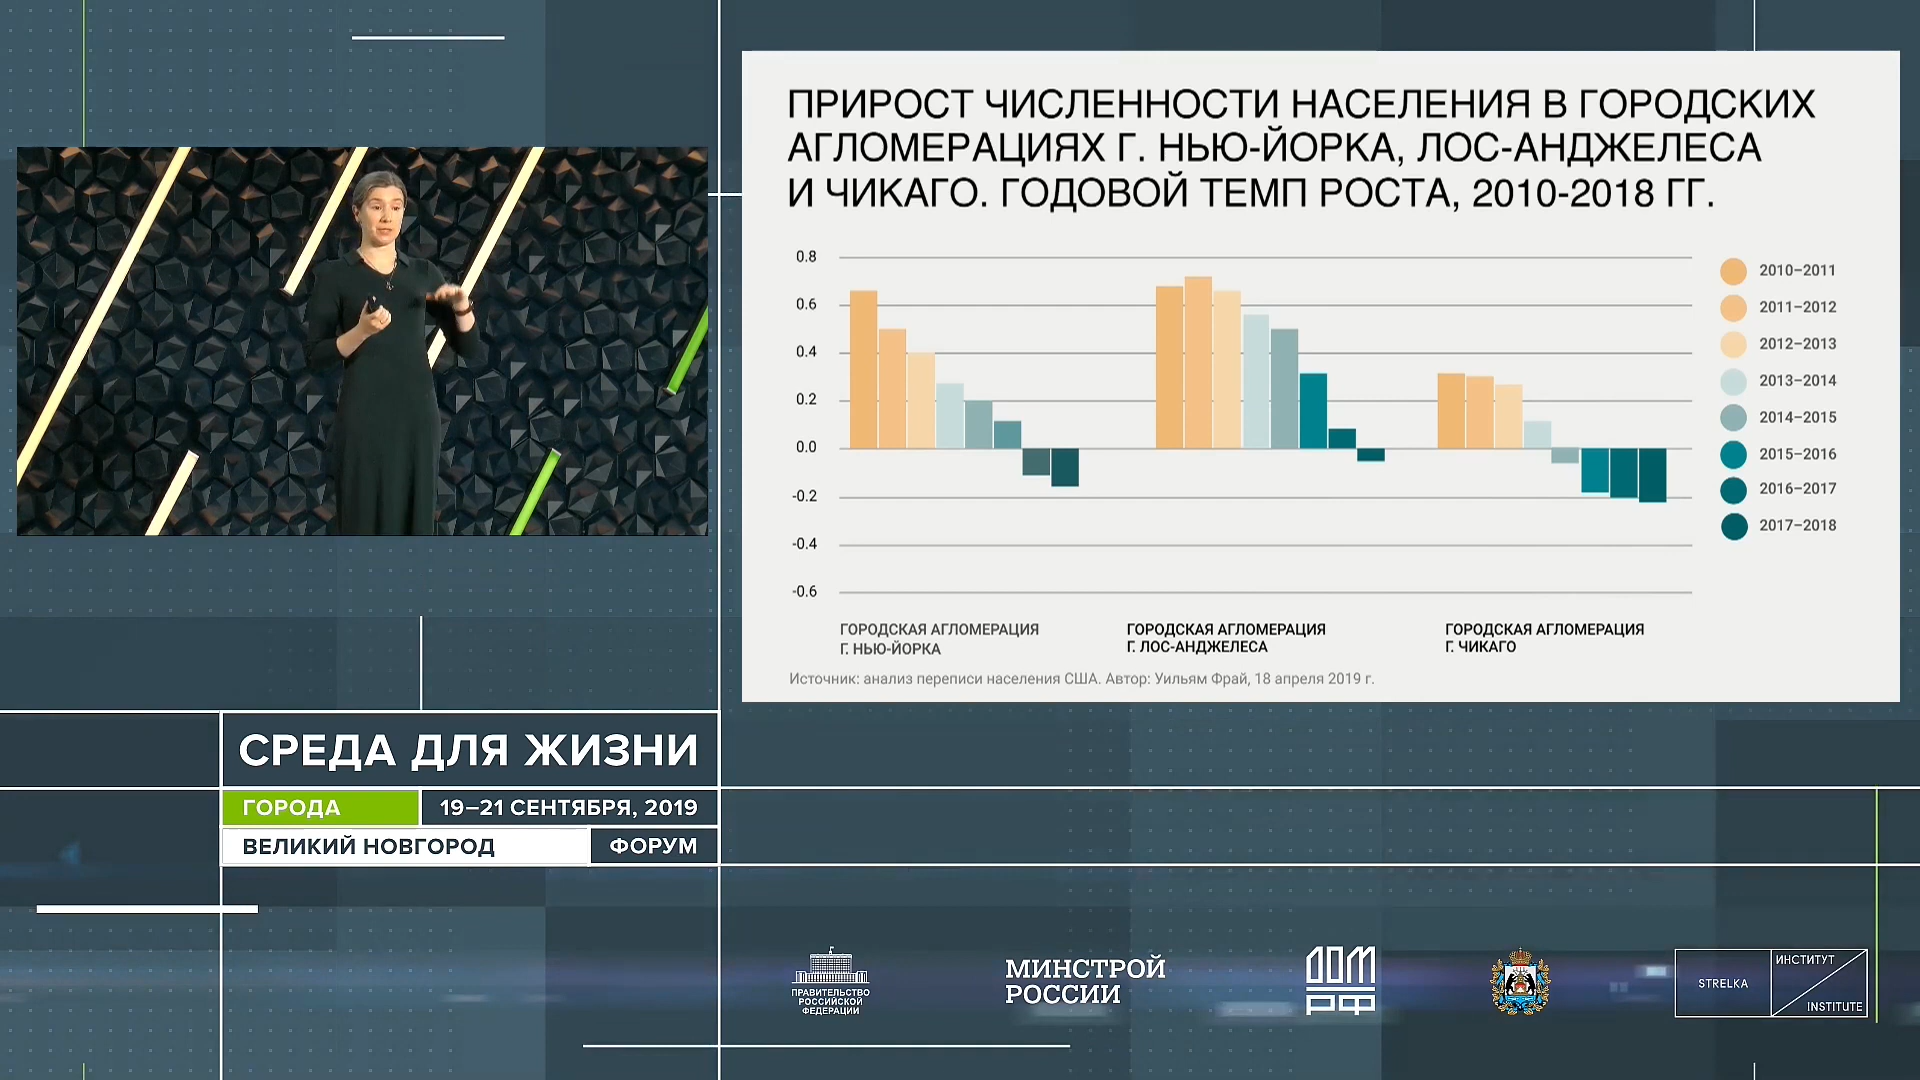 ПРИРОСТ ЧИСЛЕННОСТИ НАСЕЛЕНИЯ В ГОРОДСКИХ
АГЛОМЕРАЦИЯХ Г. НЬЮ-ЙОРКА, ЛОС-АНДЖЕЛЕСА
И ЧИКАГО. ГОДОВОЙ ТЕМП РОСТА, 2010-2018 ГГ.
0.8
0.6
0.4
0.2
0.0
-0.2
-0.4
-0.6
2010–2011
2011–2012
2012–2013
2013–2014
2014–2015
2015–2016
2016–2017
2017–2018
ГОРОДСКАЯ АГЛОМЕРАЦИЯ
Г. НЬЮ-ЙОРКА
ГОРОДСКАЯ АГЛОМЕРАЦИЯ
Г. ЛОС-АНДЖЕЛЕСА
ГОРОДСКАЯ АГЛОМЕРАЦИЯ
Г. ЧИКАГО
Источник: анализ переписи населения США. Автор: Уильям Фрай, 18 апреля 2019 г.
СРЕДА ДЛЯ ЖИЗНИ
ГОРОДА
19–21 СЕНТЯБРЯ, 2019
ВЕЛИКИЙ НОВГОРОД
ФОРУМ
ПРАВИТЕЛЬСТВО
РОССИЙСКОЙ
ФЕДЕРАЦИИ
МИНСТРОЙ
РОССИИ
ДОМ
РФ
STRELKA
ИНСТИТУТ
INSTITUTE